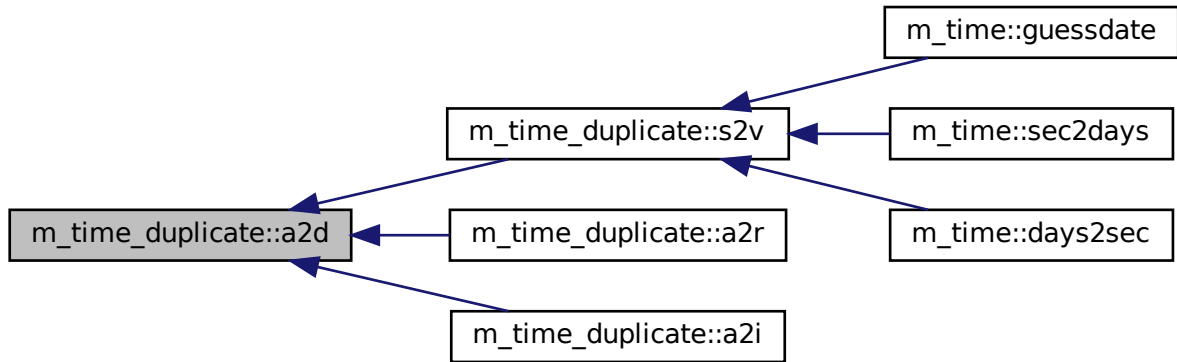 m_time::guessdate
m_time_duplicate::s2v
m_time::sec2days
m_time_duplicate::a2d
m_time_duplicate::a2r
m_time::days2sec
m_time_duplicate::a2i